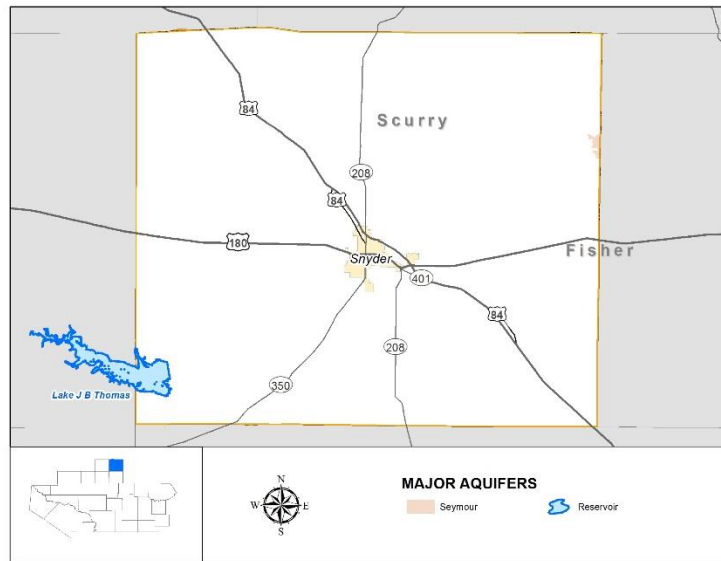 84
Scurry
208
84
180
Snyder
Fisher
401
84
208
350
Lake J B Thomas
N
W
E
S
MAJOR AQUIFERS
Seymour
Reservoir